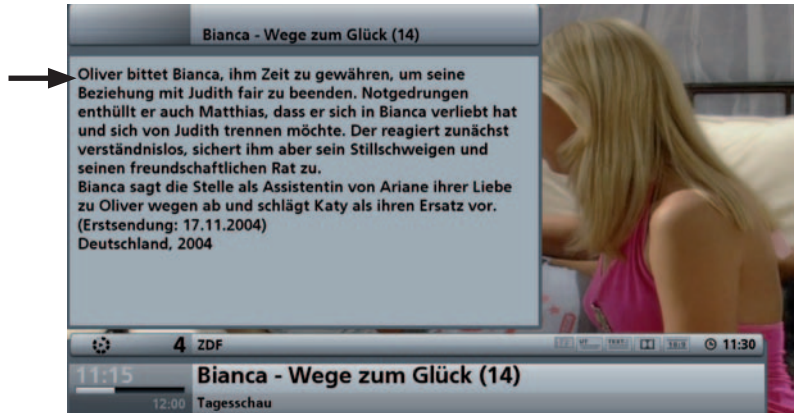 Bianca - Wege zum Glück (14)
Oliver bittet Bianca, ihm Zeit zu gewähren, um seine
Beziehung mit Judith fair zu beenden. Notgedrungen
enthüllt er auch Matthias, dass er sich in Bianca verliebt hat
und sich von Judith trennen möchte. Der reagiert zunächst
verständnislos, sichert ihm aber sein Stillschweigen und
seinen freundschaftlichen Rat zu.
Bianca sagt die Stelle als Assistentin von Ariane ihrer Liebe
zu Oliver wegen ab und schlägt Katy als ihren Ersatz vor.
(Erstsendung: 17.11.2004)
Deutschland, 2004
4 ZDF 11:30
11:15 Bianca - Wege zum Glück (14)
12:00 Tagesschau